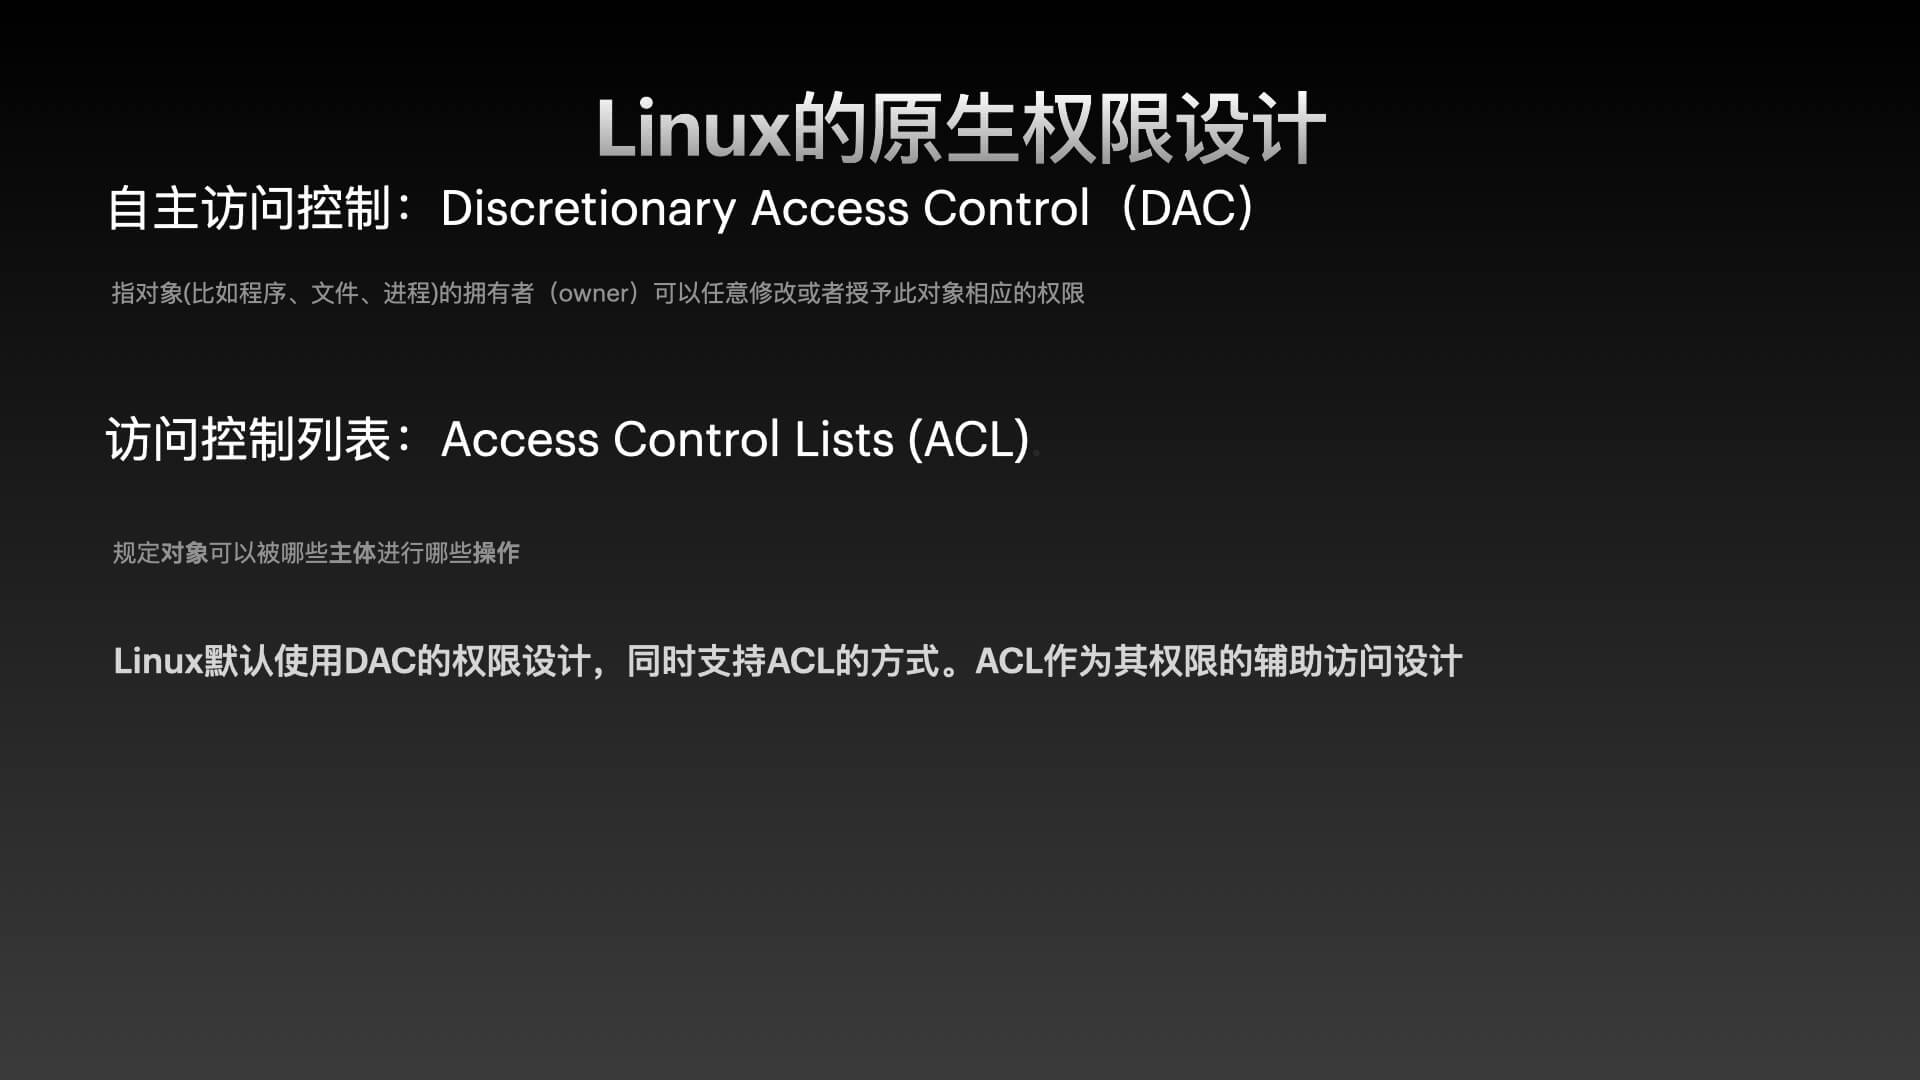 Linux的原生权限设计
自主访问控制：Discretionary Access Control（DAC）
指对象(比如程序、文件、进程)的拥有者（owner）可以任意修改或者授予此对象相应的权限
访问控制列表：Access Control Lists (ACL).
规定对象可以被哪些主体进行哪些操作
Linux默认使用DAC的权限设计，同时支持ACL的方式。ACL作为其权限的辅助访问设计